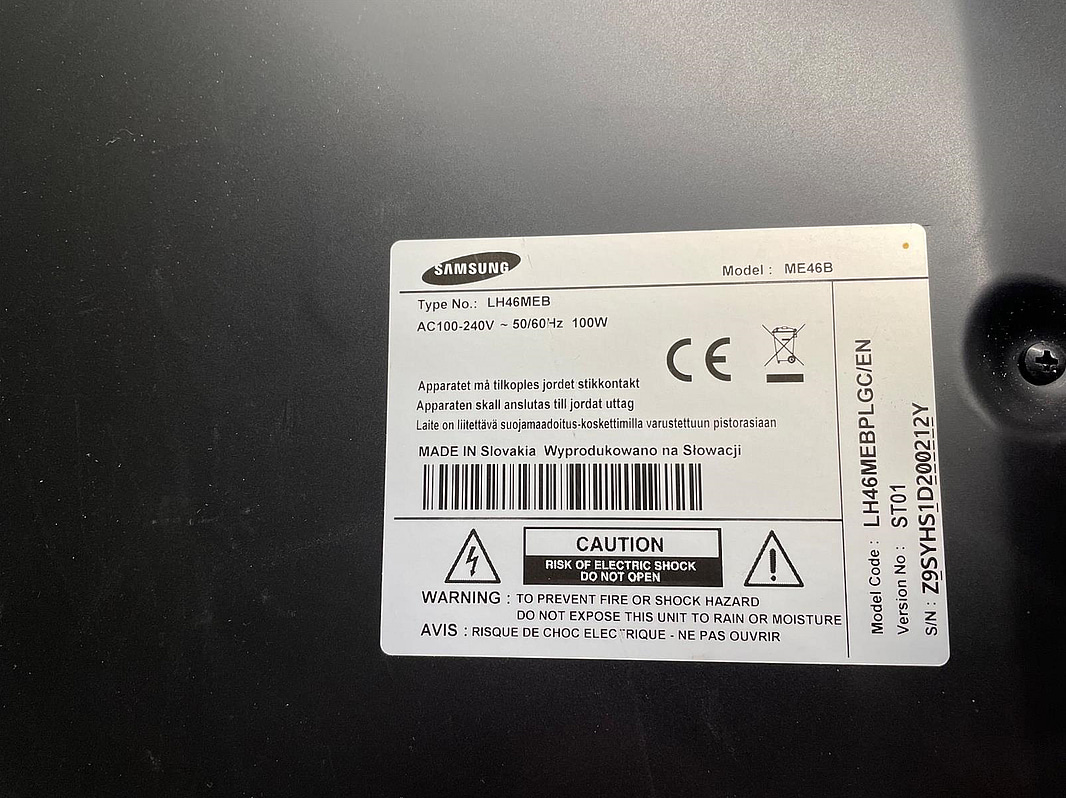 SAMSUNG
Model : ME46B
Type No.: LH46MEB
AC100-240V ~ 50/60Hz 100W
CE
Apparatet må tilkoples jordet stikkontakt
Apparaten skall anslutas till jordat uttag
Laite on liitettävä suojamaadoitus-koskettimilla varustettuun pistorasiaan
MADE IN Slovakia Wyprodukowano na Słowacji
CAUTION
RISK OF ELECTRIC SHOCK
DO NOT OPEN
WARNING : TO PREVENT FIRE OR SHOCK HAZARD
DO NOT EXPOSE THIS UNIT TO RAIN OR MOISTURE
AVIS : RISQUE DE CHOC ELECTRIQUE - NE PAS OUVRIR
Model Code : LH46MEBPLGC/EN
Version No : ST01
S/N : Z9SYHS1D200212Y